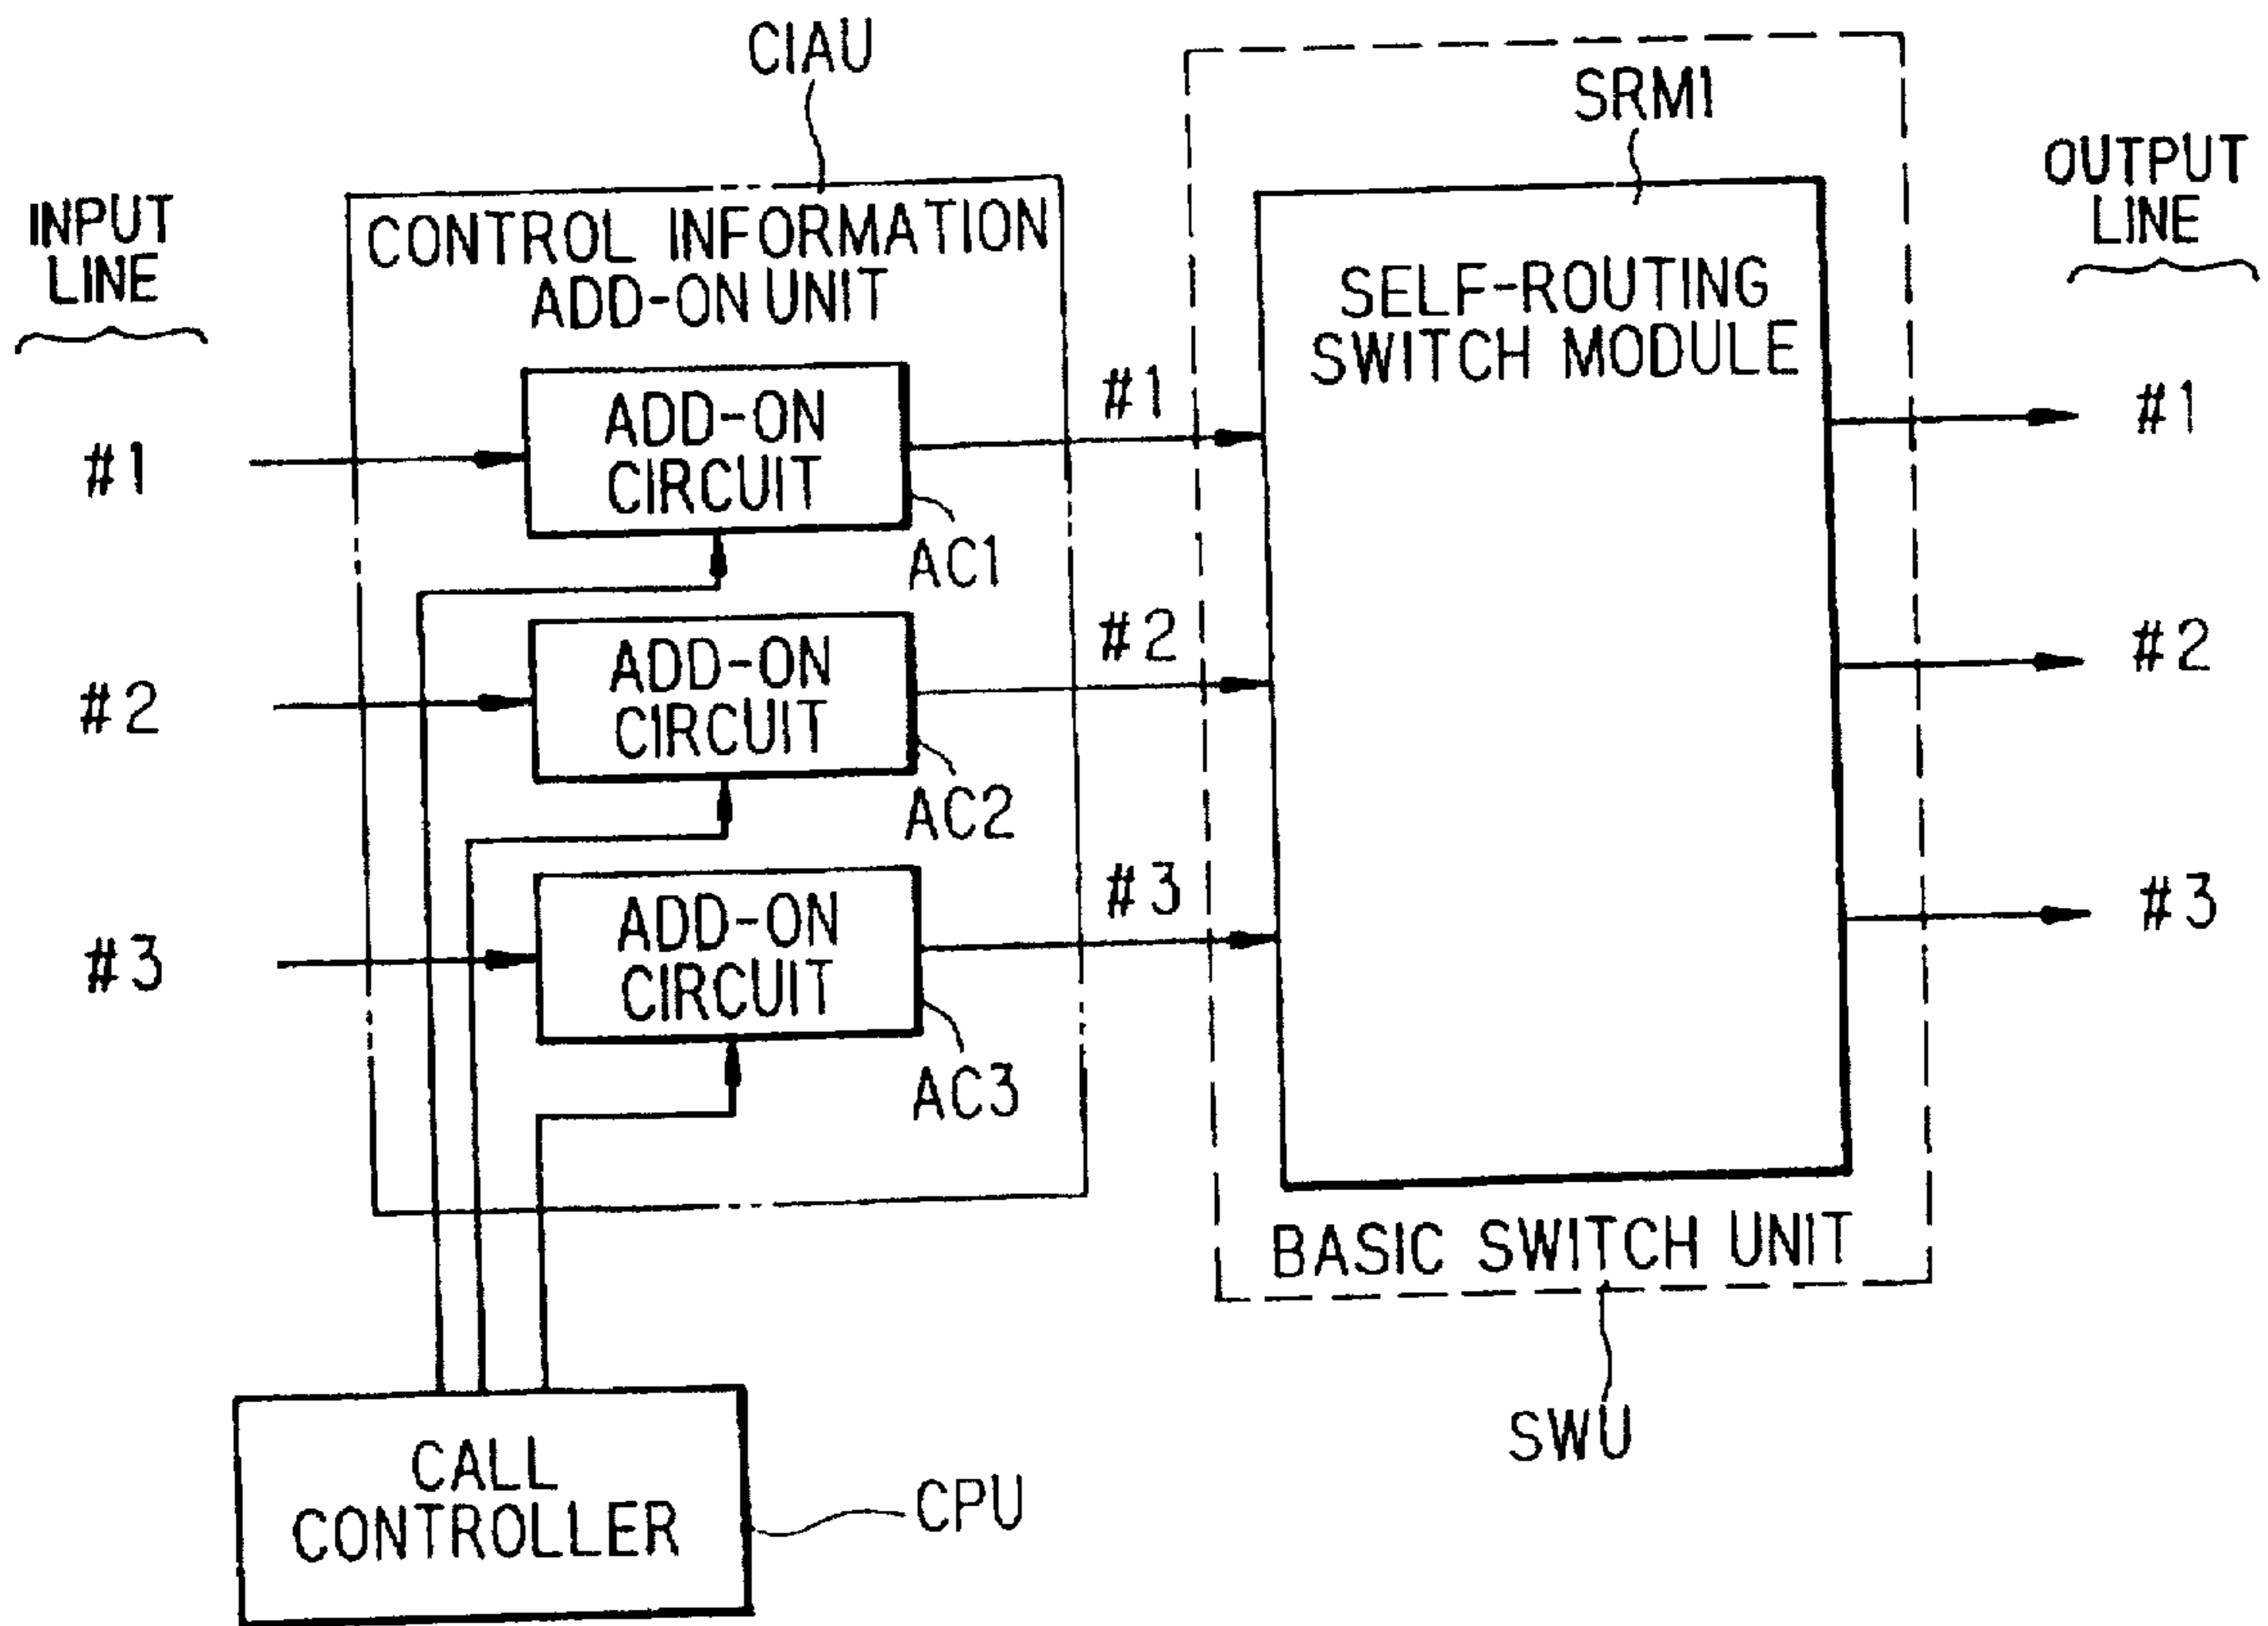 CIAU
SRM1
INPUT
LINE
OUTPUT
LINE
CONTROL INFORMATION
ADD-ON UNIT
SELF-ROUTING
SWITCH MODULE
#1
ADD-ON
CIRCUIT
#1
#1
AC1
#2
ADD-ON
CIRCUIT
#2
#2
AC2
#3
ADD-ON
CIRCUIT
#3
#3
AC3
BASIC SWITCH UNIT
SWU
CALL
CONTROLLER
CPU